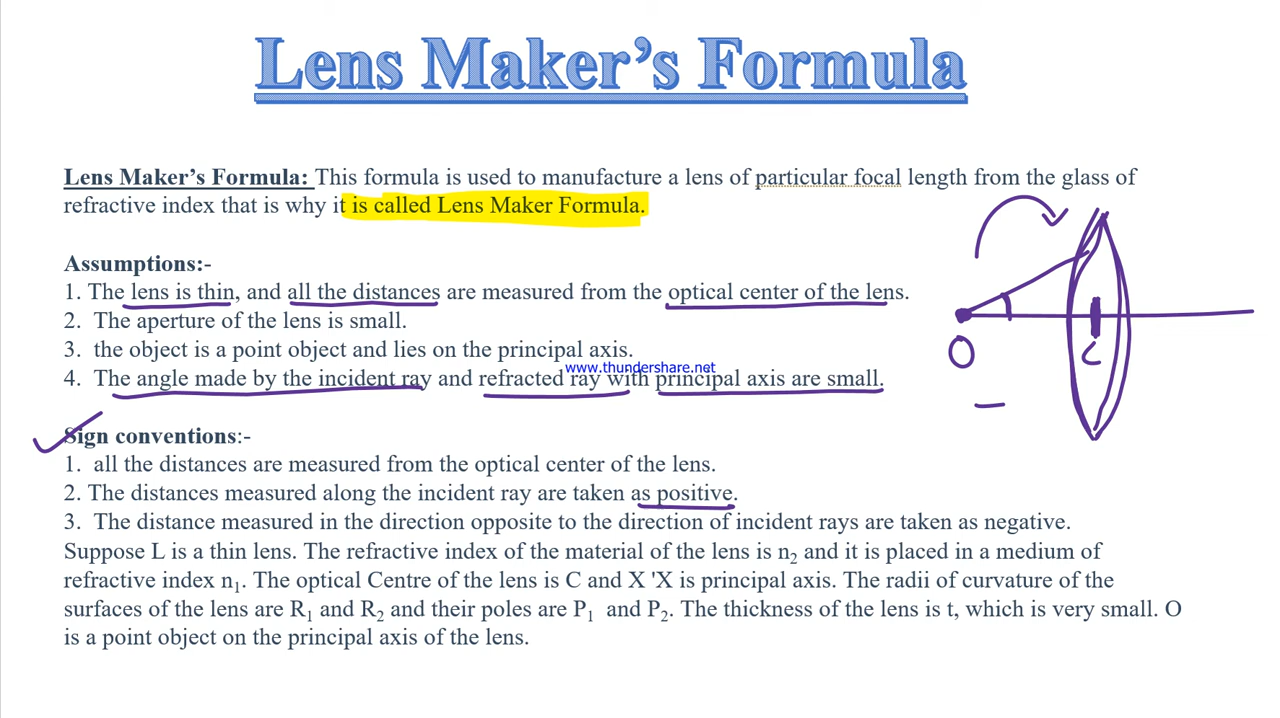 Lens Maker’s Formula
Lens Maker’s Formula: This formula is used to manufacture a lens of particular focal length from the glass of
refractive index that is why it is called Lens Maker Formula.
Assumptions:-
1. The lens is thin, and all the distances are measured from the optical center of the lens.
2. The aperture of the lens is small.
3. the object is a point object and lies on the principal axis.
www.thundershare.net
4. The angle made by the incident ray and refracted ray with principal axis are small.
O
C
Sign conventions:-
1. all the distances are measured from the optical center of the lens.
2. The distances measured along the incident ray are taken as positive.
3. The distance measured in the direction opposite to the direction of incident rays are taken as negative.
Suppose L is a thin lens. The refractive index of the material of the lens is n₂ and it is placed in a medium of
refractive index n₁. The optical Centre of the lens is C and X 'X is principal axis. The radii of curvature of the
surfaces of the lens are R₁ and R₂ and their poles are P₁ and P₂. The thickness of the lens is t, which is very small. O
is a point object on the principal axis of the lens.